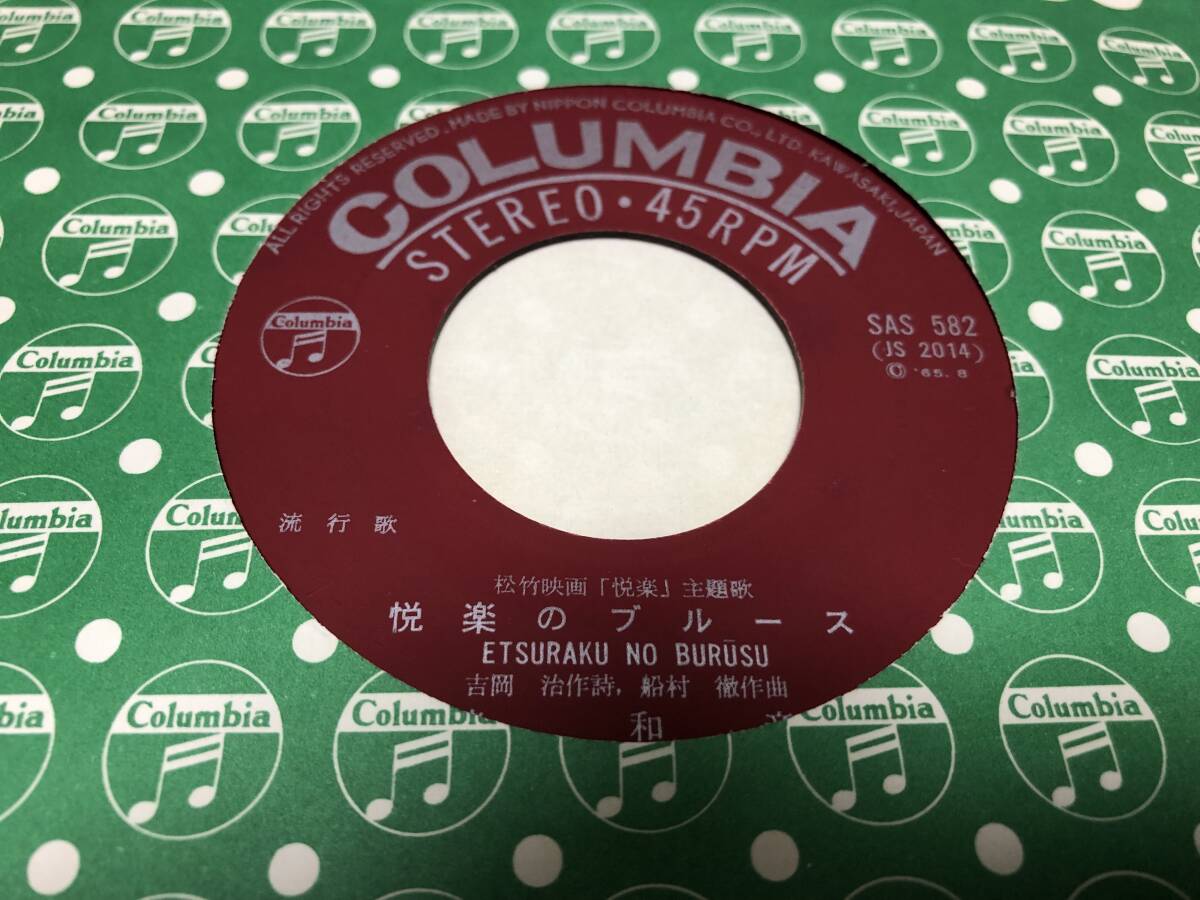 ALL RIGHTS RESERVED. MADE BY NIPPON COLUMBIA CO., LTD. KAWASAKI, JAPAN
COLUMBIA
STEREO・45RPM
Columbia
SAS 582
(JS 2014)
© '65. 8
流行歌
松竹映画「悦楽」主題歌
悦楽のブルース
ETSURAKU NO BURŪSU
吉岡 治作詩, 船村 徹作曲
和